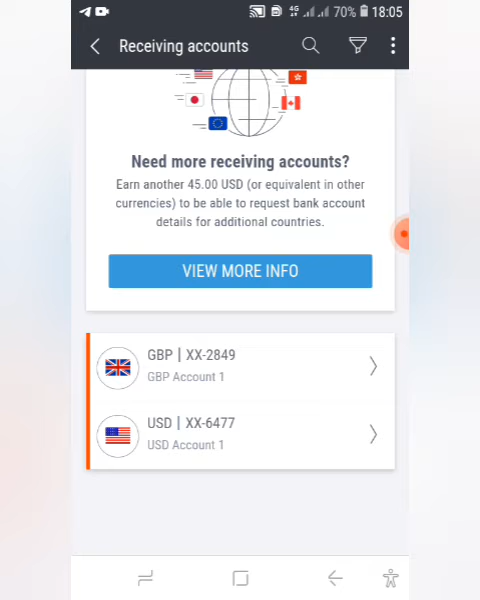 4G 70% 18:05
Receiving accounts
Need more receiving accounts?
Earn another 45.00 USD (or equivalent in other
currencies) to be able to request bank account
details for additional countries.
VIEW MORE INFO
GBP | XX-2849
GBP Account 1
USD | XX-6477
USD Account 1